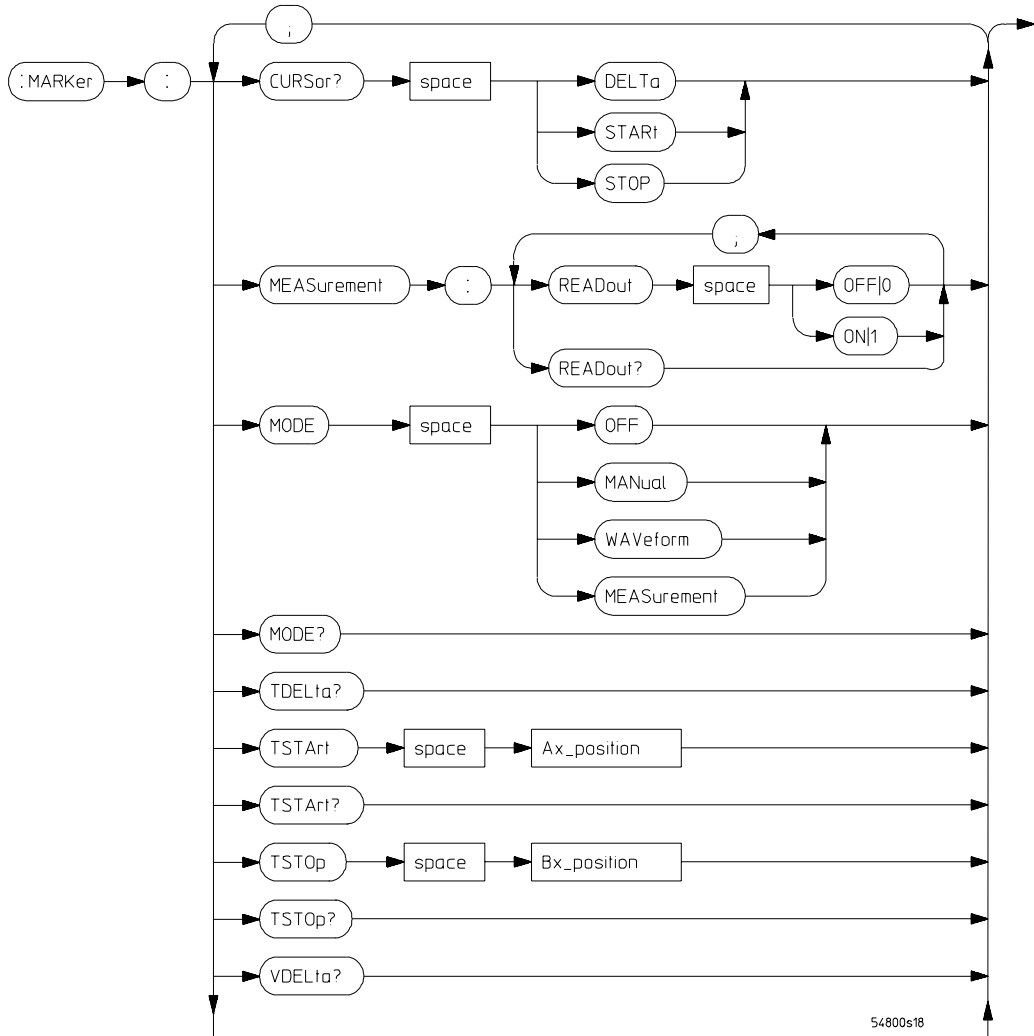 ;
:MARKer : CURSor? space DELTa
STARt
STOP
;
MEASurement : READout space OFF|0
ON|1
READout?
MODE space OFF
MANual
WAVeform
MEASurement
MODE?
TDELta?
TSTArt space Ax_position
TSTArt?
TSTOp space Bx_position
TSTOp?
VDELta?
54800s18